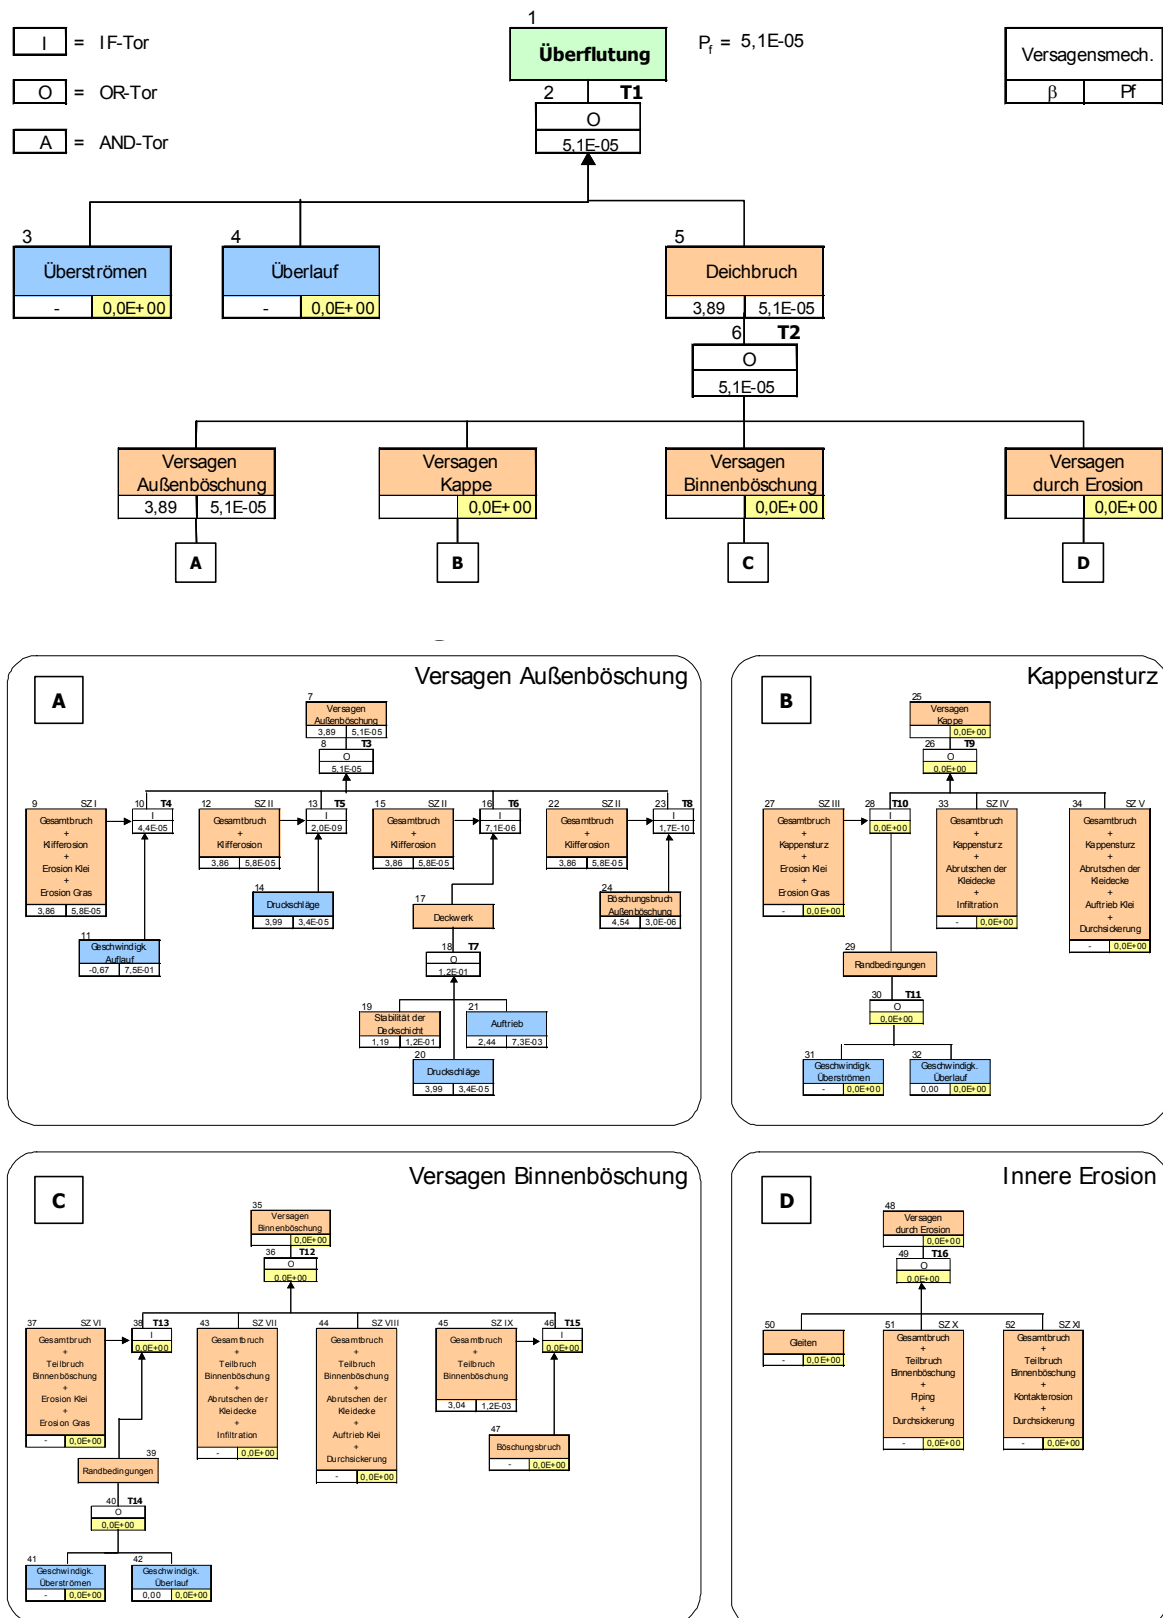 I = IF-Tor
O = OR-Tor
A = AND-Tor
1
Überflutung
P_f = 5,1E-05
Versagensmech.
β Pf
2 T1
O
5,1E-05
3
Überströmen
- 0,0E+00
4
Überlauf
- 0,0E+00
5
Deichbruch
3,89 5,1E-05
6 T2
O
5,1E-05
Versagen
Außenböschung
3,89 5,1E-05
A
Versagen
Kappe
0,0E+00
B
Versagen
Binnenböschung
0,0E+00
C
Versagen
durch Erosion
0,0E+00
D
A
Versagen Außenböschung
7
Versagen
Außenböschung
3,89 5,1E-05
8 T3
O
5,1E-05
9 SZ I
Gesamtbruch
+
Klifferosion
+
Erosion Klei
+
Erosion Gras
3,86 5,8E-05
10 T4
I
4,4E-05
11
Geschwindigk.
Auflauf
-0,67 7,5E-01
12 SZ II
Gesamtbruch
+
Klifferosion
3,86 5,8E-05
13 T5
I
2,0E-09
14
Druckschläge
3,99 3,4E-05
15 SZ II
Gesamtbruch
+
Klifferosion
3,86 5,8E-05
16 T6
I
7,1E-06
17
Deckwerk
18 T7
O
1,2E-01
19
Stabilität der
Deckschicht
1,19 1,2E-01
20
Druckschläge
3,99 3,4E-05
21
Auftrieb
2,44 7,3E-03
22 SZ II
Gesamtbruch
+
Klifferosion
3,86 5,8E-05
23 T8
I
1,7E-10
24
Böschungsbruch
Außenböschung
4,54 3,0E-06
B
Kappensturz
25
Versagen
Kappe
0,0E+00
26 T9
O
0,0E+00
27 SZ III
Gesamtbruch
+
Kappensturz
+
Erosion Klei
+
Erosion Gras
- 0,0E+00
28 T10
I
0,0E+00
29
Randbedingungen
30 T11
O
0,0E+00
31
Geschwindigk.
Überströmen
- 0,0E+00
32
Geschwindigk.
Überlauf
0,00 0,0E+00
33 SZ IV
Gesamtbruch
+
Kappensturz
+
Abrutschen der
Kleidecke
+
Infiltration
- 0,0E+00
34 SZ V
Gesamtbruch
+
Kappensturz
+
Abrutschen der
Kleidecke
+
Auftrieb Klei
+
Durchsickerung
- 0,0E+00
C
Versagen Binnenböschung
35
Versagen
Binnenböschung
0,0E+00
36 T12
O
0,0E+00
37 SZ VI
Gesamtbruch
+
Teilbruch
Binnenböschung
+
Erosion Klei
+
Erosion Gras
- 0,0E+00
38 T13
I
0,0E+00
39
Randbedingungen
40 T14
O
0,0E+00
41
Geschwindigk.
Überströmen
- 0,0E+00
42
Geschwindigk.
Überlauf
0,00 0,0E+00
43 SZ VII
Gesamtbruch
+
Teilbruch
Binnenböschung
+
Abrutschen der
Kleidecke
+
Infiltration
- 0,0E+00
44 SZ VIII
Gesamtbruch
+
Teilbruch
Binnenböschung
+
Abrutschen der
Kleidecke
+
Auftrieb Klei
+
Durchsickerung
- 0,0E+00
45 SZ IX
Gesamtbruch
+
Teilbruch
Binnenböschung
3,04 1,2E-03
46 T15
I
0,0E+00
47
Böschungsbruch
- 0,0E+00
D
Innere Erosion
48
Versagen
durch Erosion
0,0E+00
49 T16
O
0,0E+00
50
Gleiten
- 0,0E+00
51 SZ X
Gesamtbruch
+
Teilbruch
Binnenböschung
+
Piping
+
Durchsickerung
- 0,0E+00
52 SZ XI
Gesamtbruch
+
Teilbruch
Binnenböschung
+
Kontakterosion
+
Durchsickerung
- 0,0E+00